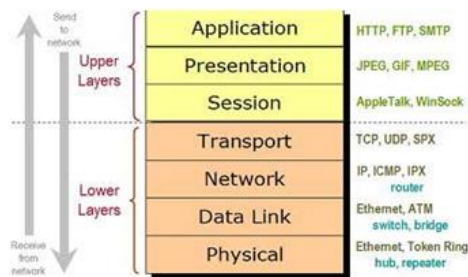 Send
to
network
Upper
Layers
Application
HTTP, FTP, SMTP
Presentation
JPEG, GIF, MPEG
Session
AppleTalk, WinSock
Lower
Layers
Transport
TCP, UDP, SPX
Network
IP, ICMP, IPX
router
Data Link
Ethernet, ATM
switch, bridge
Physical
Ethernet, Token Ring
hub, repeater
Receive
from
network